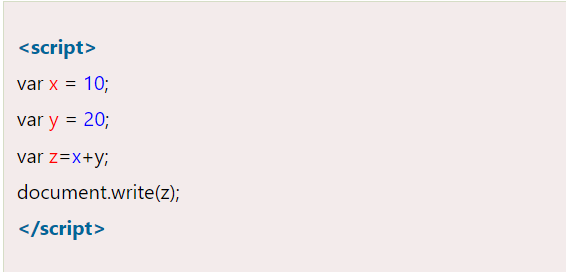 <script>
var x = 10;
var y = 20;
var z=x+y;
document.write(z);
</script>